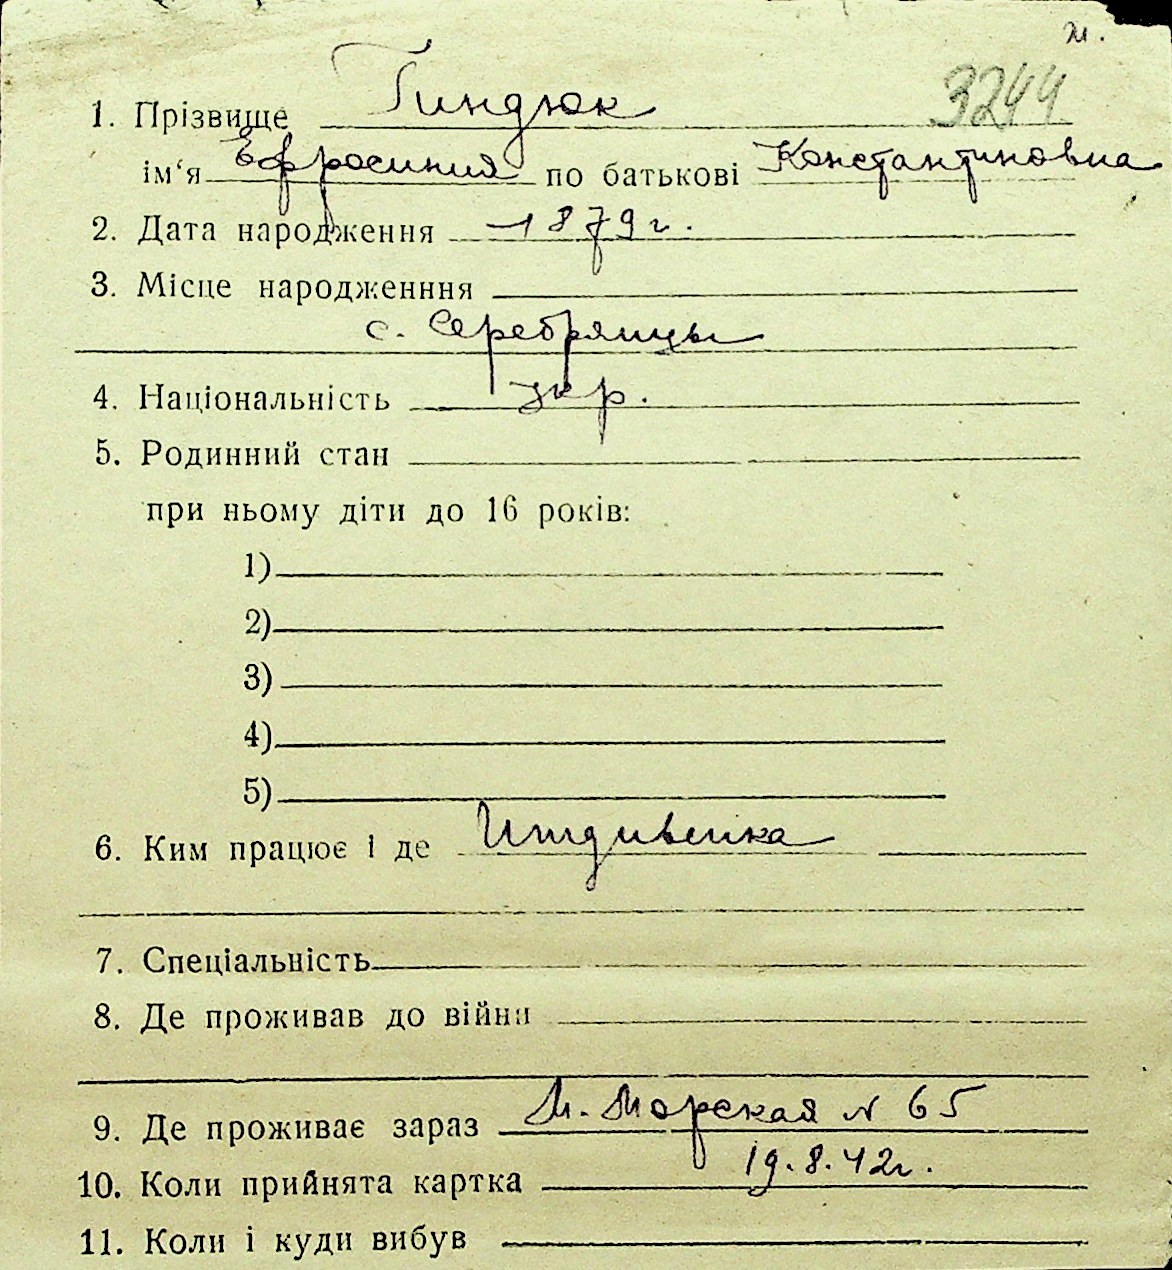 м.
1. Прізвище Гиндюк 3244
ім‘я Ефросиния по батькові Константиновна
2. Дата народження 1879 г.
3. Місце народженння
с. Серебрянцы
4. Національність укр.
5. Родинний стан
при ньому діти до 16 років:
1)
2)
3)
4)
5)
6. Ким працює і де Иждивенка
7. Спеціальність
8. Де проживав до війни
9. Де проживає зараз М. Морская № 65
10. Коли прийнята картка 19.8.42 г.
11. Коли і куди вибув